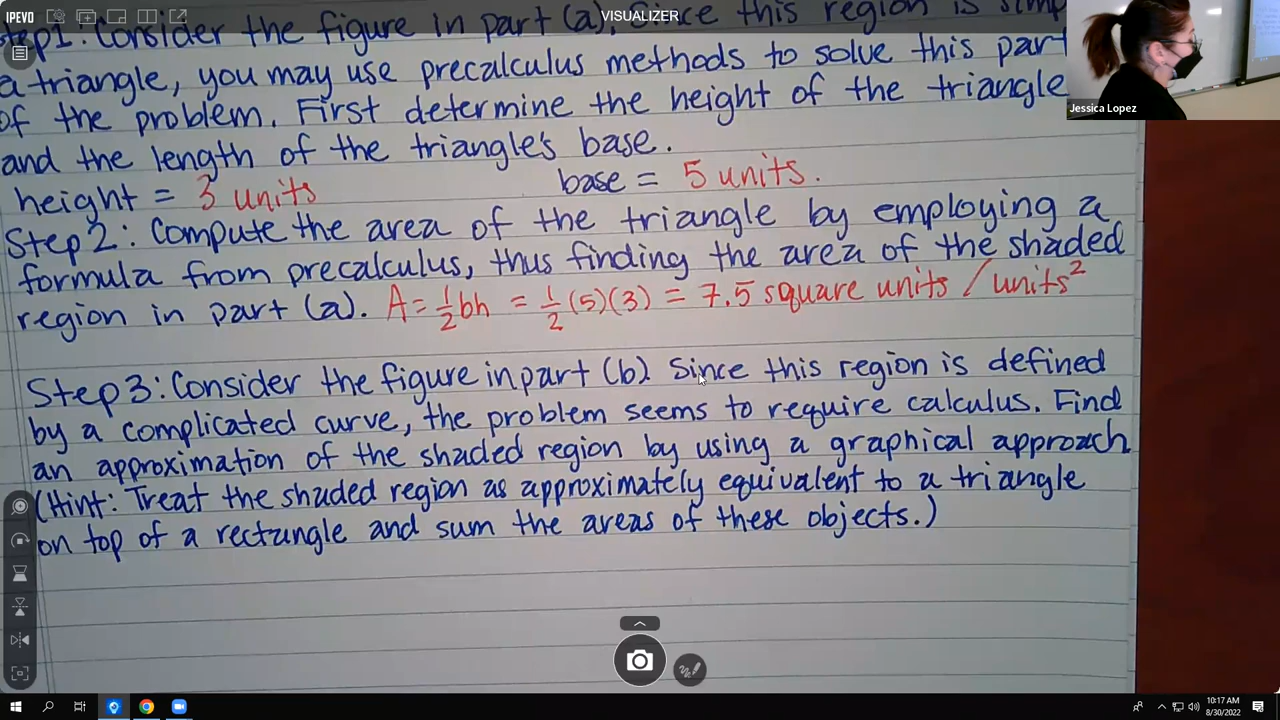 IPEVO
VISUALIZER
Step1: Consider the figure in part (a). Since this region is
a triangle, you may use precalculus methods to solve this part
of the problem. First determine the height of the triangle
and the length of the triangle's base.
height = 3 units base = 5 units.
Step 2: Compute the area of the triangle by employing a
formula from precalculus, thus finding the area of the shaded
region in part (a). A = 1/2 bh = 1/2 (5)(3) = 7.5 square units / units²
Step 3: Consider the figure in part (b). Since this region is defined
by a complicated curve, the problem seems to require calculus. Find
an approximation of the shaded region by using a graphical approach
(Hint: Treat the shaded region as approximately equivalent to a triangle
on top of a rectangle and sum the areas of these objects.)
Jessica Lopez
10:17 AM
8/30/2022